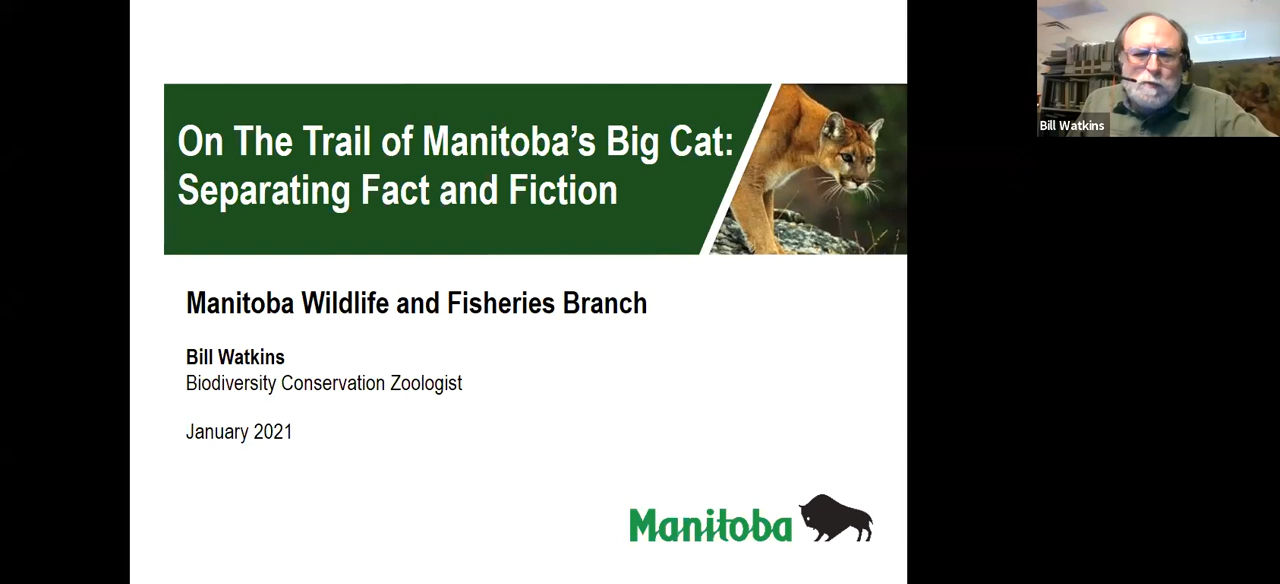 On The Trail of Manitoba’s Big Cat:
Separating Fact and Fiction
Manitoba Wildlife and Fisheries Branch
Bill Watkins
Biodiversity Conservation Zoologist
January 2021
Manitoba
Bill Watkins